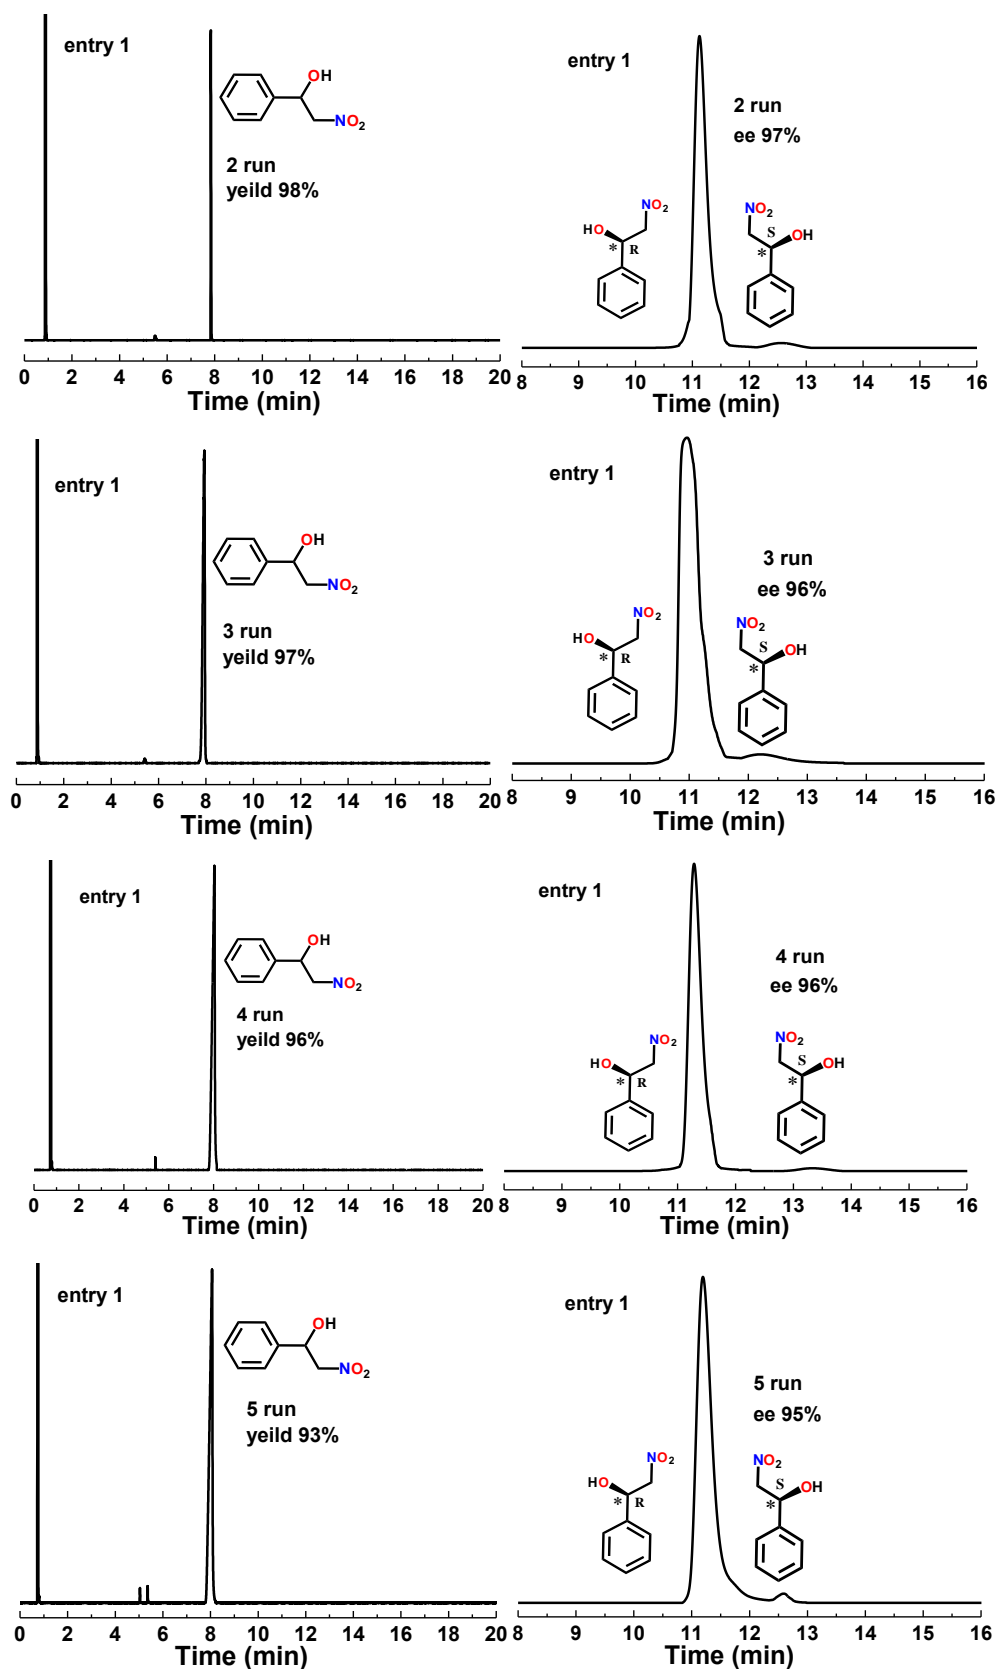 entry 1
OH
NO2
2 run
yeild 98%
0 2 4 6 8 10 12 14 16 18 20
Time (min)
entry 1
2 run
ee 97%
NO2
HO
* R
NO2
S
OH
*
8 9 10 11 12 13 14 15 16
Time (min)
entry 1
OH
NO2
3 run
yeild 97%
0 2 4 6 8 10 12 14 16 18 20
Time (min)
entry 1
3 run
ee 96%
NO2
HO
* R
NO2
S
OH
*
8 9 10 11 12 13 14 15 16
Time (min)
entry 1
OH
NO2
4 run
yeild 96%
0 2 4 6 8 10 12 14 16 18 20
Time (min)
entry 1
4 run
ee 96%
NO2
HO
* R
NO2
S
OH
*
8 9 10 11 12 13 14 15 16
Time (min)
entry 1
OH
NO2
5 run
yeild 93%
0 2 4 6 8 10 12 14 16 18 20
Time (min)
entry 1
5 run
ee 95%
NO2
HO
* R
NO2
S
OH
*
8 9 10 11 12 13 14 15 16
Time (min)